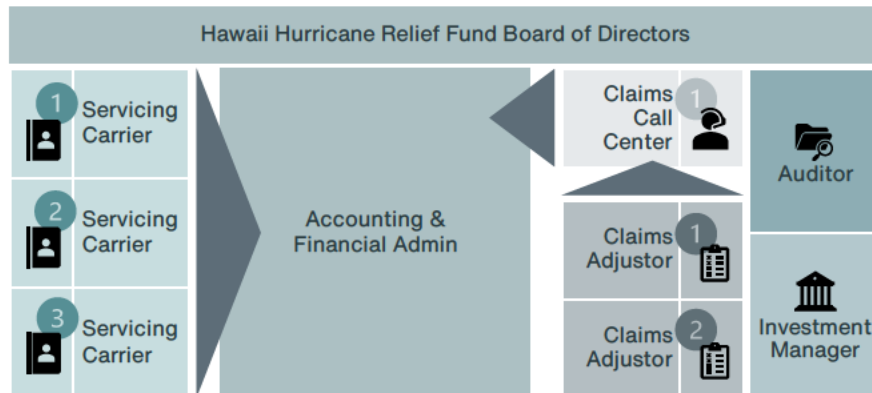 Hawaii Hurricane Relief Fund Board of Directors
1
Servicing
Carrier
2
Servicing
Carrier
3
Servicing
Carrier
Accounting &
Financial Admin
Claims
Call
Center
1
Claims
Adjustor
1
Claims
Adjustor
2
Auditor
Investment
Manager